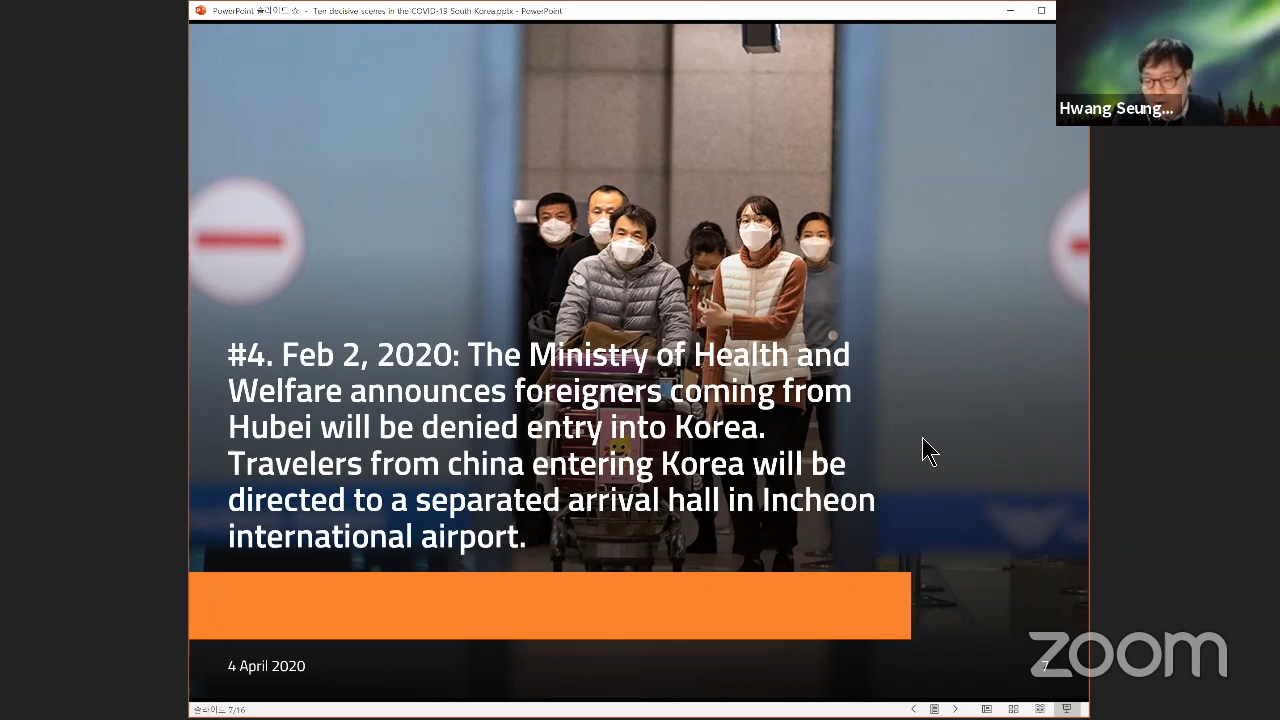 PowerPoint 슬라이드 쇼 - Ten decisive scenes in the COVID-19 South Korea.pptx - PowerPoint
Hwang Seung...
#4. Feb 2, 2020: The Ministry of Health and
Welfare announces foreigners coming from
Hubei will be denied entry into Korea.
Travelers from china entering Korea will be
directed to a separated arrival hall in Incheon
international airport.
4 April 2020
7
zoom
슬라이드 7/16